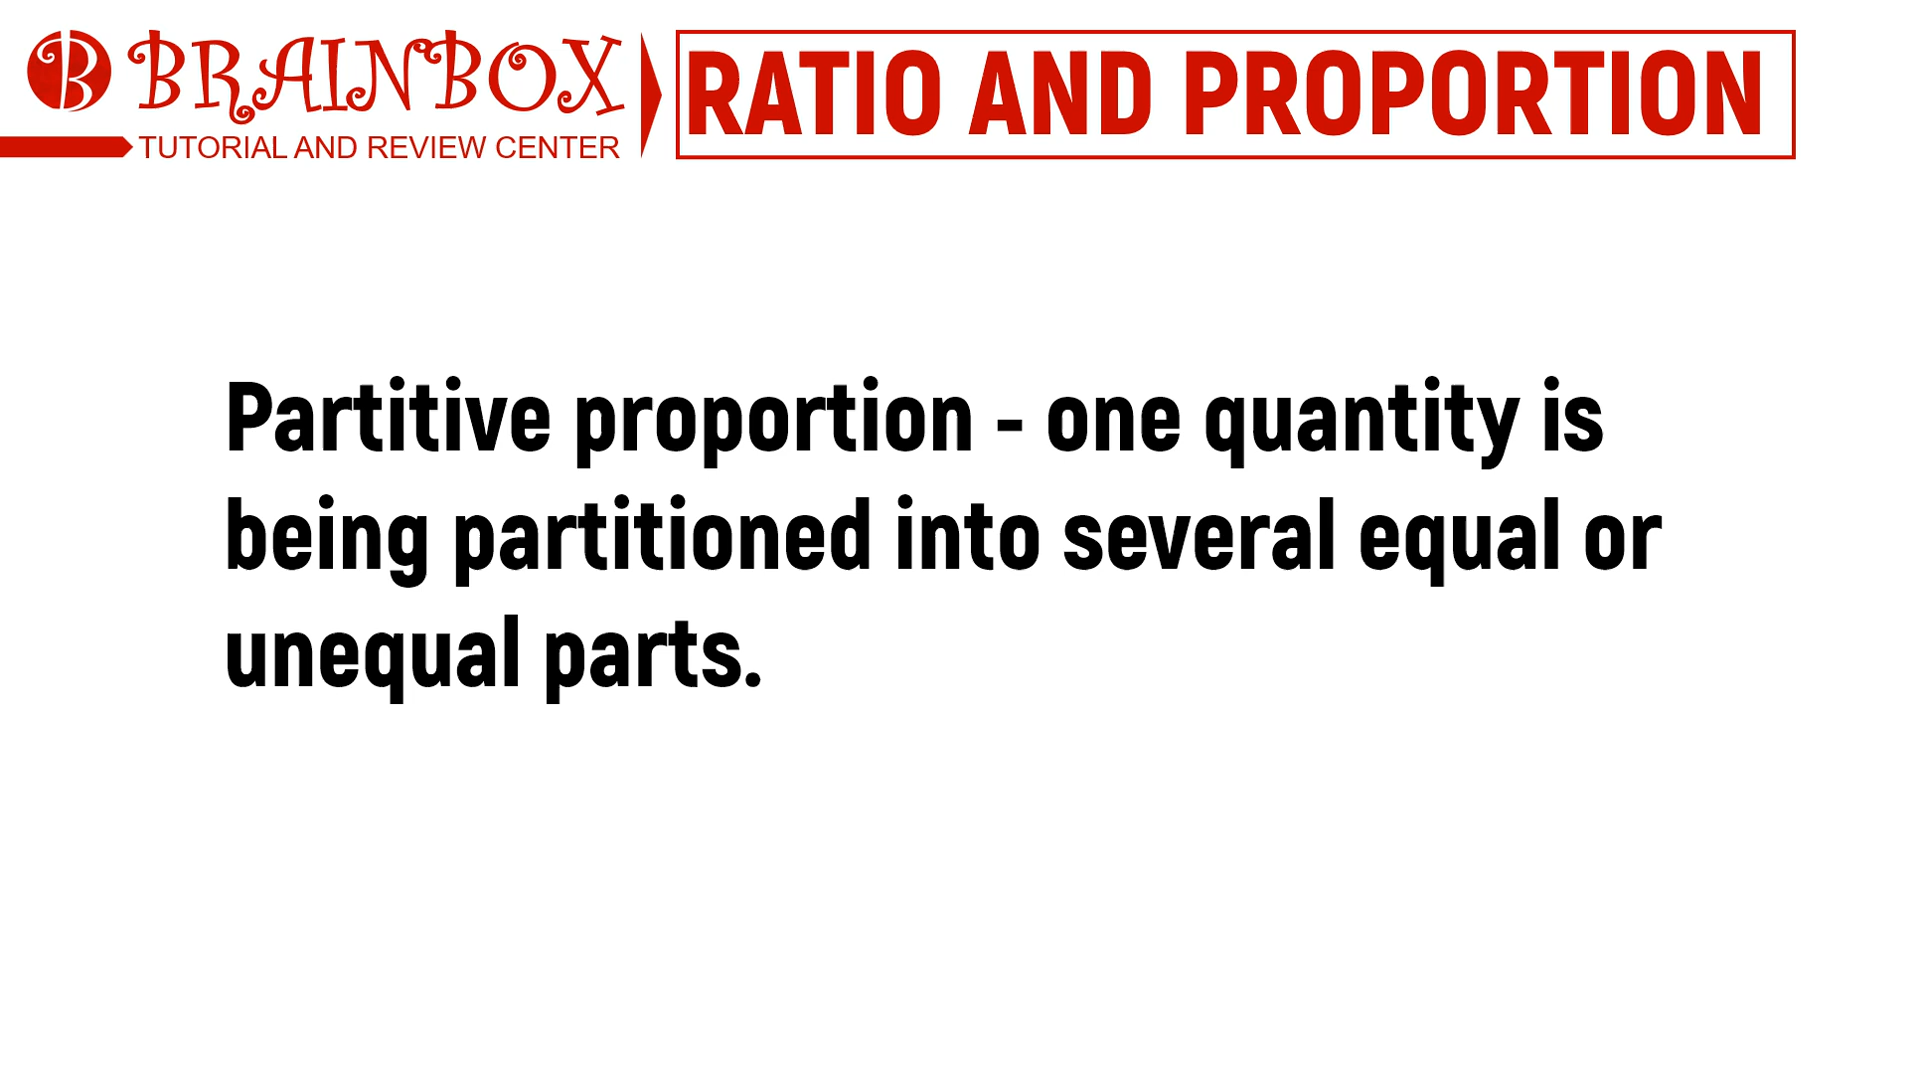 B BRAINBOX
TUTORIAL AND REVIEW CENTER
RATIO AND PROPORTION
Partitive proportion - one quantity is
being partitioned into several equal or
unequal parts.